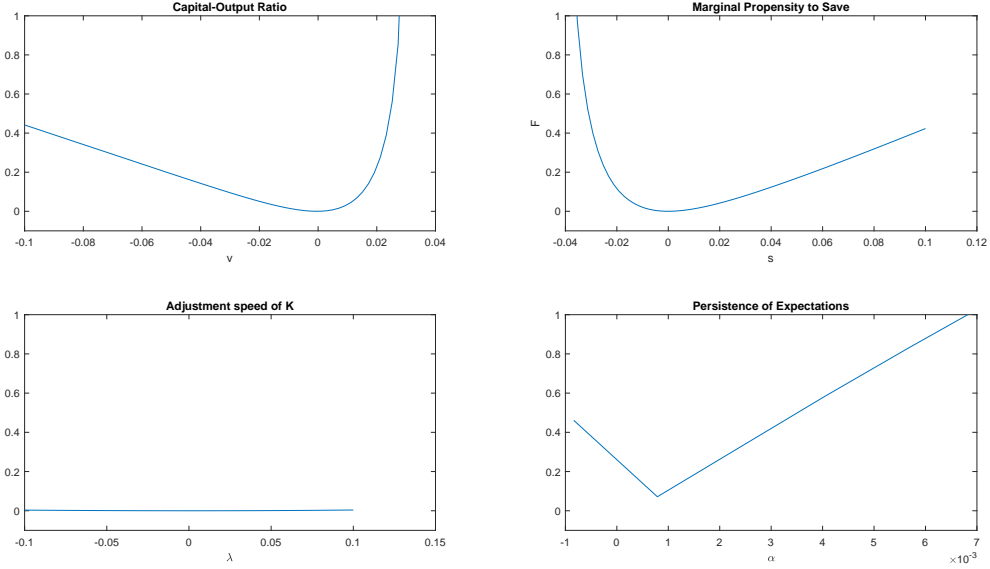 Capital-Output Ratio
1
0.8
0.6
0.4
0.2
0
-0.1 -0.08 -0.06 -0.04 -0.02 0 0.02 0.04
v
Marginal Propensity to Save
F
1
0.8
0.6
0.4
0.2
0
-0.04 -0.02 0 0.02 0.04 0.06 0.08 0.1 0.12
s
Adjustment speed of K
1
0.8
0.6
0.4
0.2
0
-0.1 -0.05 0 0.05 0.1 0.15
λ
Persistence of Expectations
1
0.8
0.6
0.4
0.2
0
-1 0 1 2 3 4 5 6 7
α
×10⁻³